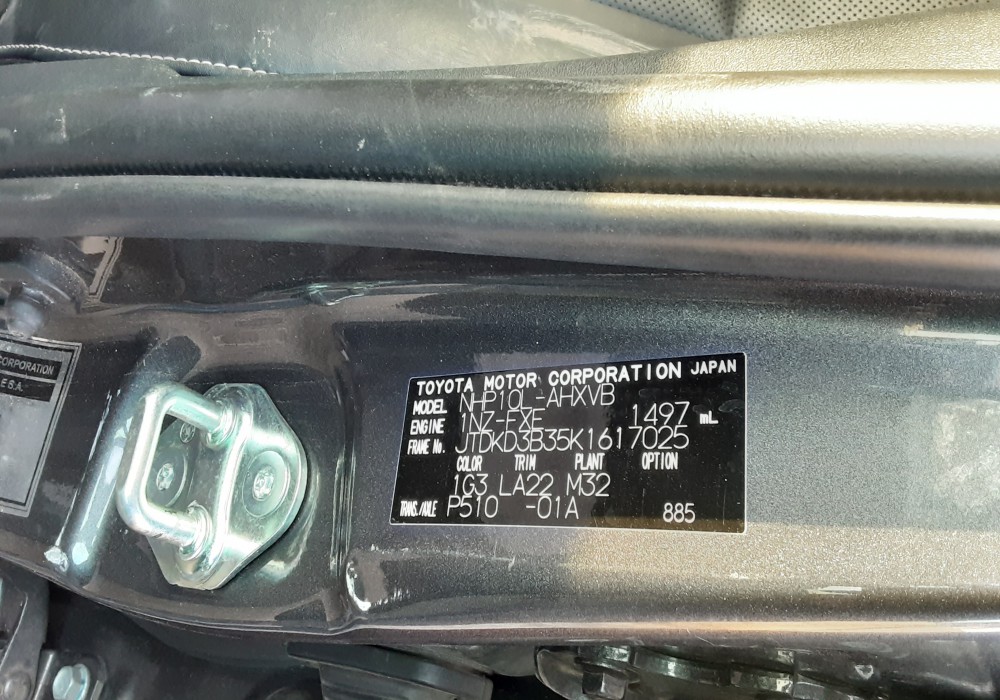 TOYOTA MOTOR CORPORATION JAPAN
MODEL NHP10L-AHXVB
ENGINE 1NZ-FXE 1497 mL
FRAME No. JTDKD3B35K1617025
COLOR TRIM PLANT OPTION
1G3 LA22 M32
TRANS./AXLE P510 -01A 885
CORPORATION
E S.A.